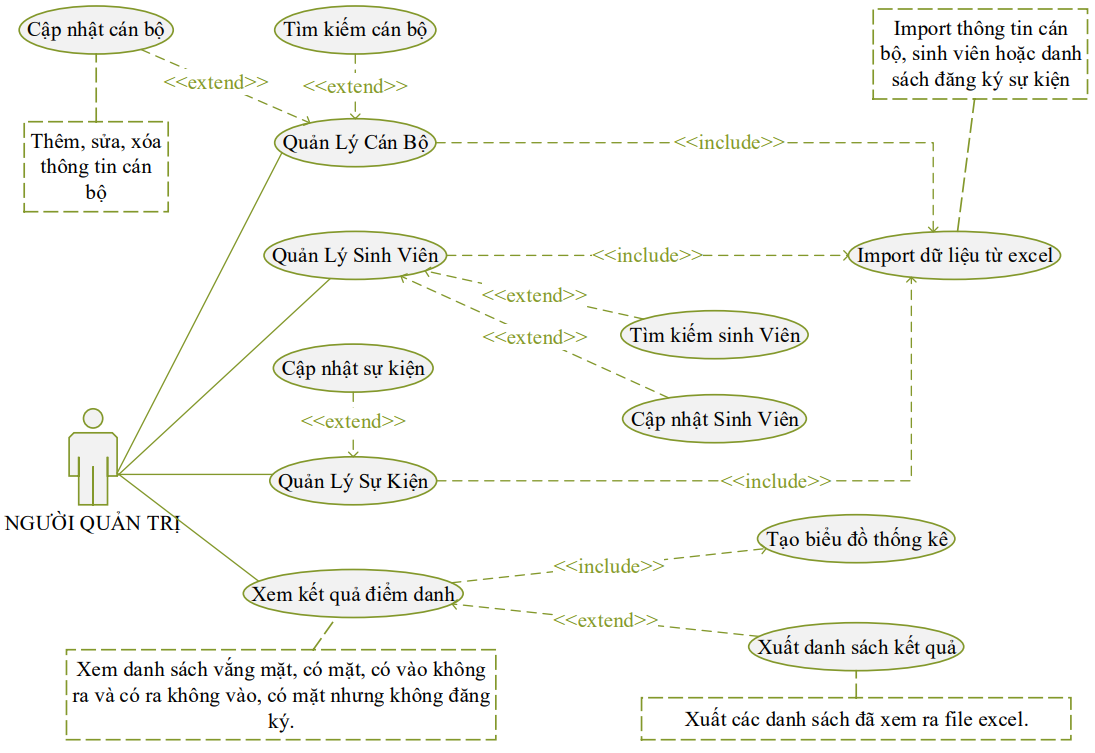 Cập nhật cán bộ
Tìm kiếm cán bộ
Import thông tin cán
bộ, sinh viên hoặc danh
sách đăng ký sự kiện
<<extend>>
<<extend>>
Thêm, sửa, xóa
thông tin cán
bộ
Quản Lý Cán Bộ
<<include>>
Quản Lý Sinh Viên
<<include>>
Import dữ liệu từ excel
<<extend>>
Tìm kiếm sinh Viên
<<extend>>
Cập nhật sự kiện
Cập nhật Sinh Viên
<<extend>>
Quản Lý Sự Kiện
<<include>>
NGƯỜI QUẢN TRỊ
Tạo biểu đồ thống kê
<<include>>
Xem kết quả điểm danh
<<extend>>
Xuất danh sách kết quả
Xem danh sách vắng mặt, có mặt, có vào không
ra và có ra không vào, có mặt nhưng không đăng
ký.
Xuất các danh sách đã xem ra file excel.